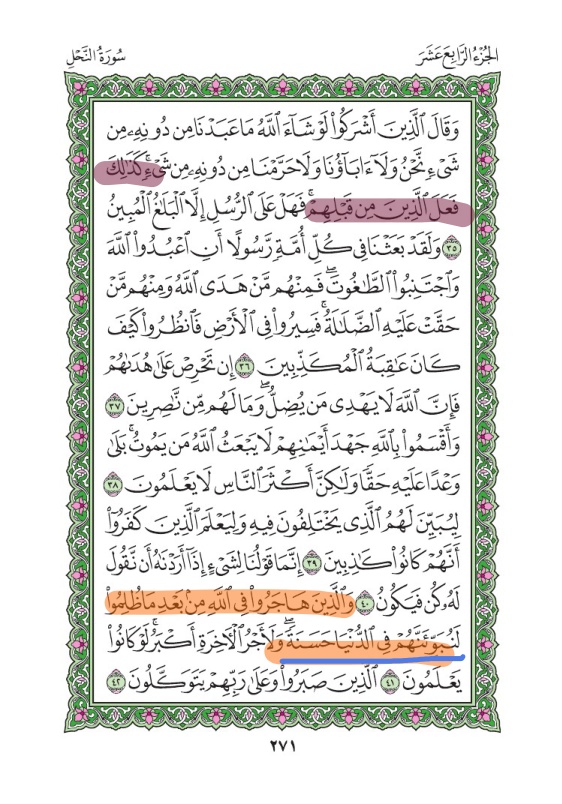 الجُزْءُ الرَّابِعَ عَشَرَ
سُورَةُ النَّحْلِ
وَقَالَ ٱلَّذِينَ أَشْرَكُوا۟ لَوْ شَآءَ ٱللَّهُ مَا عَبَدْنَا مِن دُونِهِۦ مِن
شَىْءٍ نَّحْنُ وَلَآ ءَابَآؤُنَا وَلَا حَرَّمْنَا مِن دُونِهِۦ مِن شَىْءٍ ۚ كَذَٰلِكَ
فَعَلَ ٱلَّذِينَ مِن قَبْلِهِمْ ۚ فَهَلْ عَلَى ٱلرُّسُلِ إِلَّا ٱلْبَلَٰغُ ٱلْمُبِينُ
٣٥ وَلَقَدْ بَعَثْنَا فِى كُلِّ أُمَّةٍ رَّسُولًا أَنِ ٱعْبُدُوا۟ ٱللَّهَ
وَٱجْتَنِبُوا۟ ٱلطَّٰغُوتَ ۖ فَمِنْهُم مَّنْ هَدَى ٱللَّهُ وَمِنْهُم مَّنْ
حَقَّتْ عَلَيْهِ ٱلضَّلَٰلَةُ ۚ فَسِيرُوا۟ فِى ٱلْأَرْضِ فَٱنظُرُوا۟ كَيْفَ
كَانَ عَٰقِبَةُ ٱلْمُكَذِّبِينَ ٣٦ إِن تَحْرِصْ عَلَىٰ هُدَىٰهُمْ
فَإِنَّ ٱللَّهَ لَا يَهْدِى مَن يُضِلُّ ۖ وَمَا لَهُم مِّن نَّٰصِرِينَ ٣٧
وَأَقْسَمُوا۟ بِٱللَّهِ جَهْدَ أَيْمَٰنِهِمْ لَا يَبْعَثُ ٱللَّهُ مَن يَمُوتُ ۚ بَلَىٰ
وَعْدًا عَلَيْهِ حَقًّا وَلَٰكِنَّ أَكْثَرَ ٱلنَّاسِ لَا يَعْلَمُونَ ٣٨
لِيُبَيِّنَ لَهُمُ ٱلَّذِى يَخْتَلِفُونَ فِيهِ وَلِيَعْلَمَ ٱلَّذِينَ كَفَرُوٓا۟
أَنَّهُمْ كَانُوا۟ كَٰذِبِينَ ٣٩ إِنَّمَا قَوْلُنَا لِشَىْءٍ إِذَآ أَرَدْنَٰهُ أَن نَّقُولَ
لَهُۥ كُن فَيَكُونُ ٤٠ وَٱلَّذِينَ هَاجَرُوا۟ فِى ٱللَّهِ مِنۢ بَعْدِ مَا ظُلِمُوا۟
لَنُبَوِّئَنَّهُمْ فِى ٱلدُّنْيَا حَسَنَةً ۖ وَلَأَجْرُ ٱلْءَاخِرَةِ أَكْبَرُ ۚ لَوْ كَانُوا۟
يَعْلَمُونَ ٤١ ٱلَّذِينَ صَبَرُوا۟ وَعَلَىٰ رَبِّهِمْ يَتَوَكَّلُونَ ٤٢
٢٧١